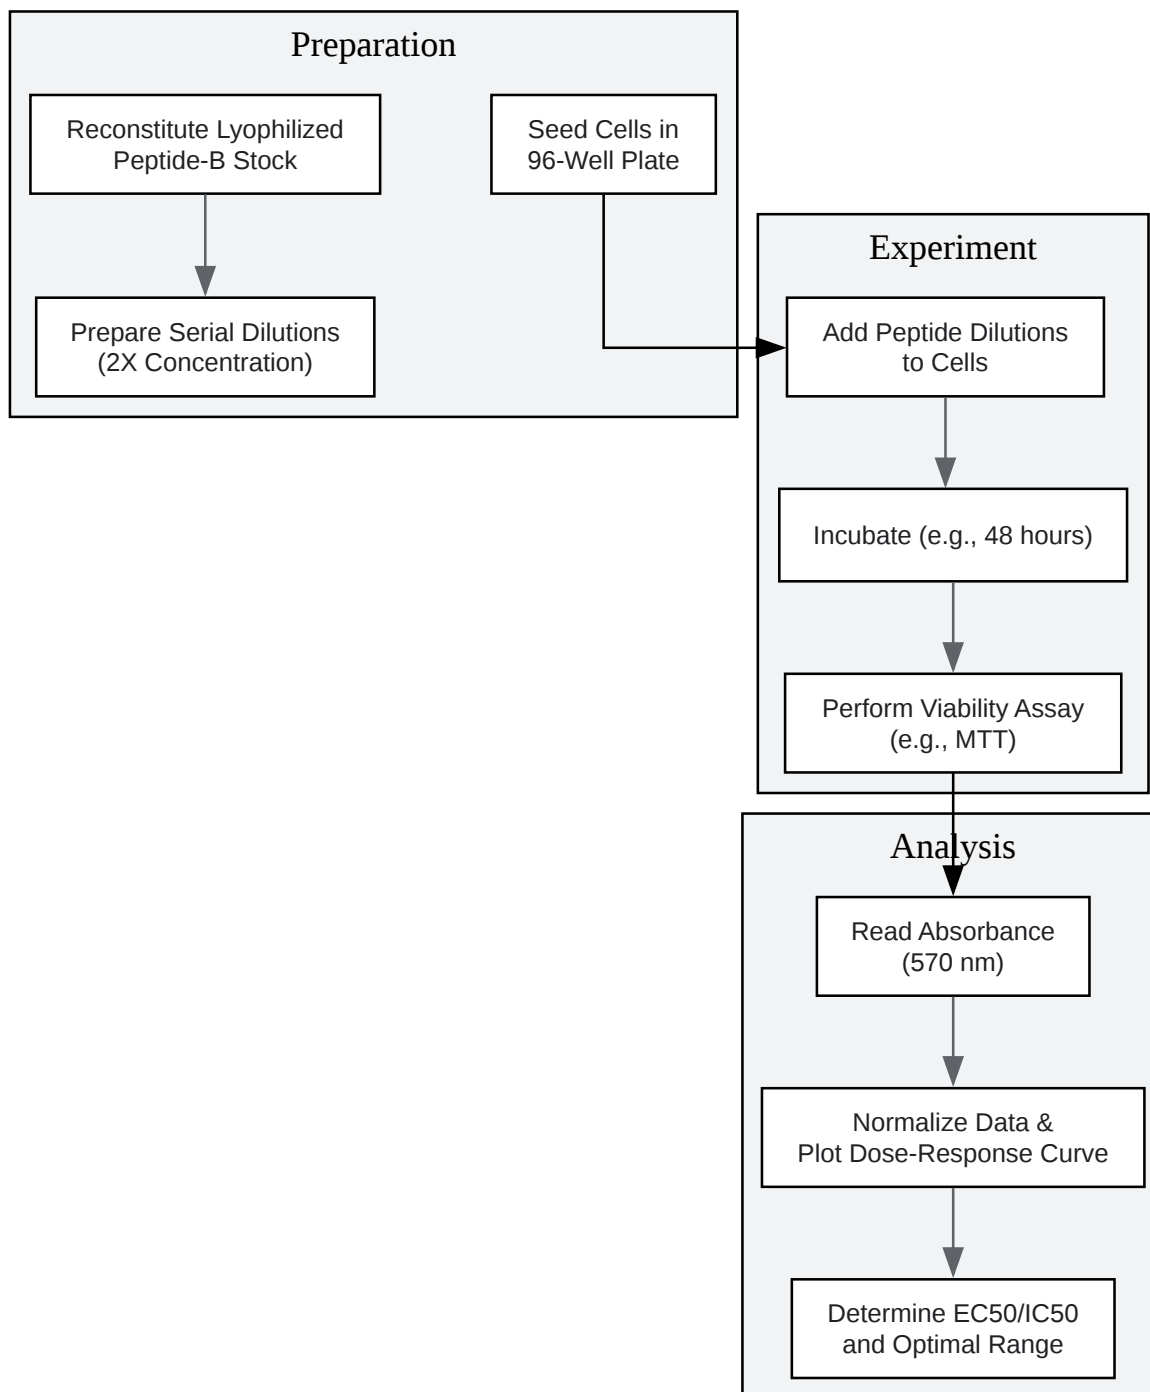 Preparation
Reconstitute Lyophilized
Peptide-B Stock
Seed Cells in
96-Well Plate
Prepare Serial Dilutions
(2X Concentration)
Experiment
Add Peptide Dilutions
to Cells
Incubate (e.g., 48 hours)
Perform Viability Assay
(e.g., MTT)
Analysis
Read Absorbance
(570 nm)
Normalize Data &
Plot Dose-Response Curve
Determine EC50/IC50
and Optimal Range